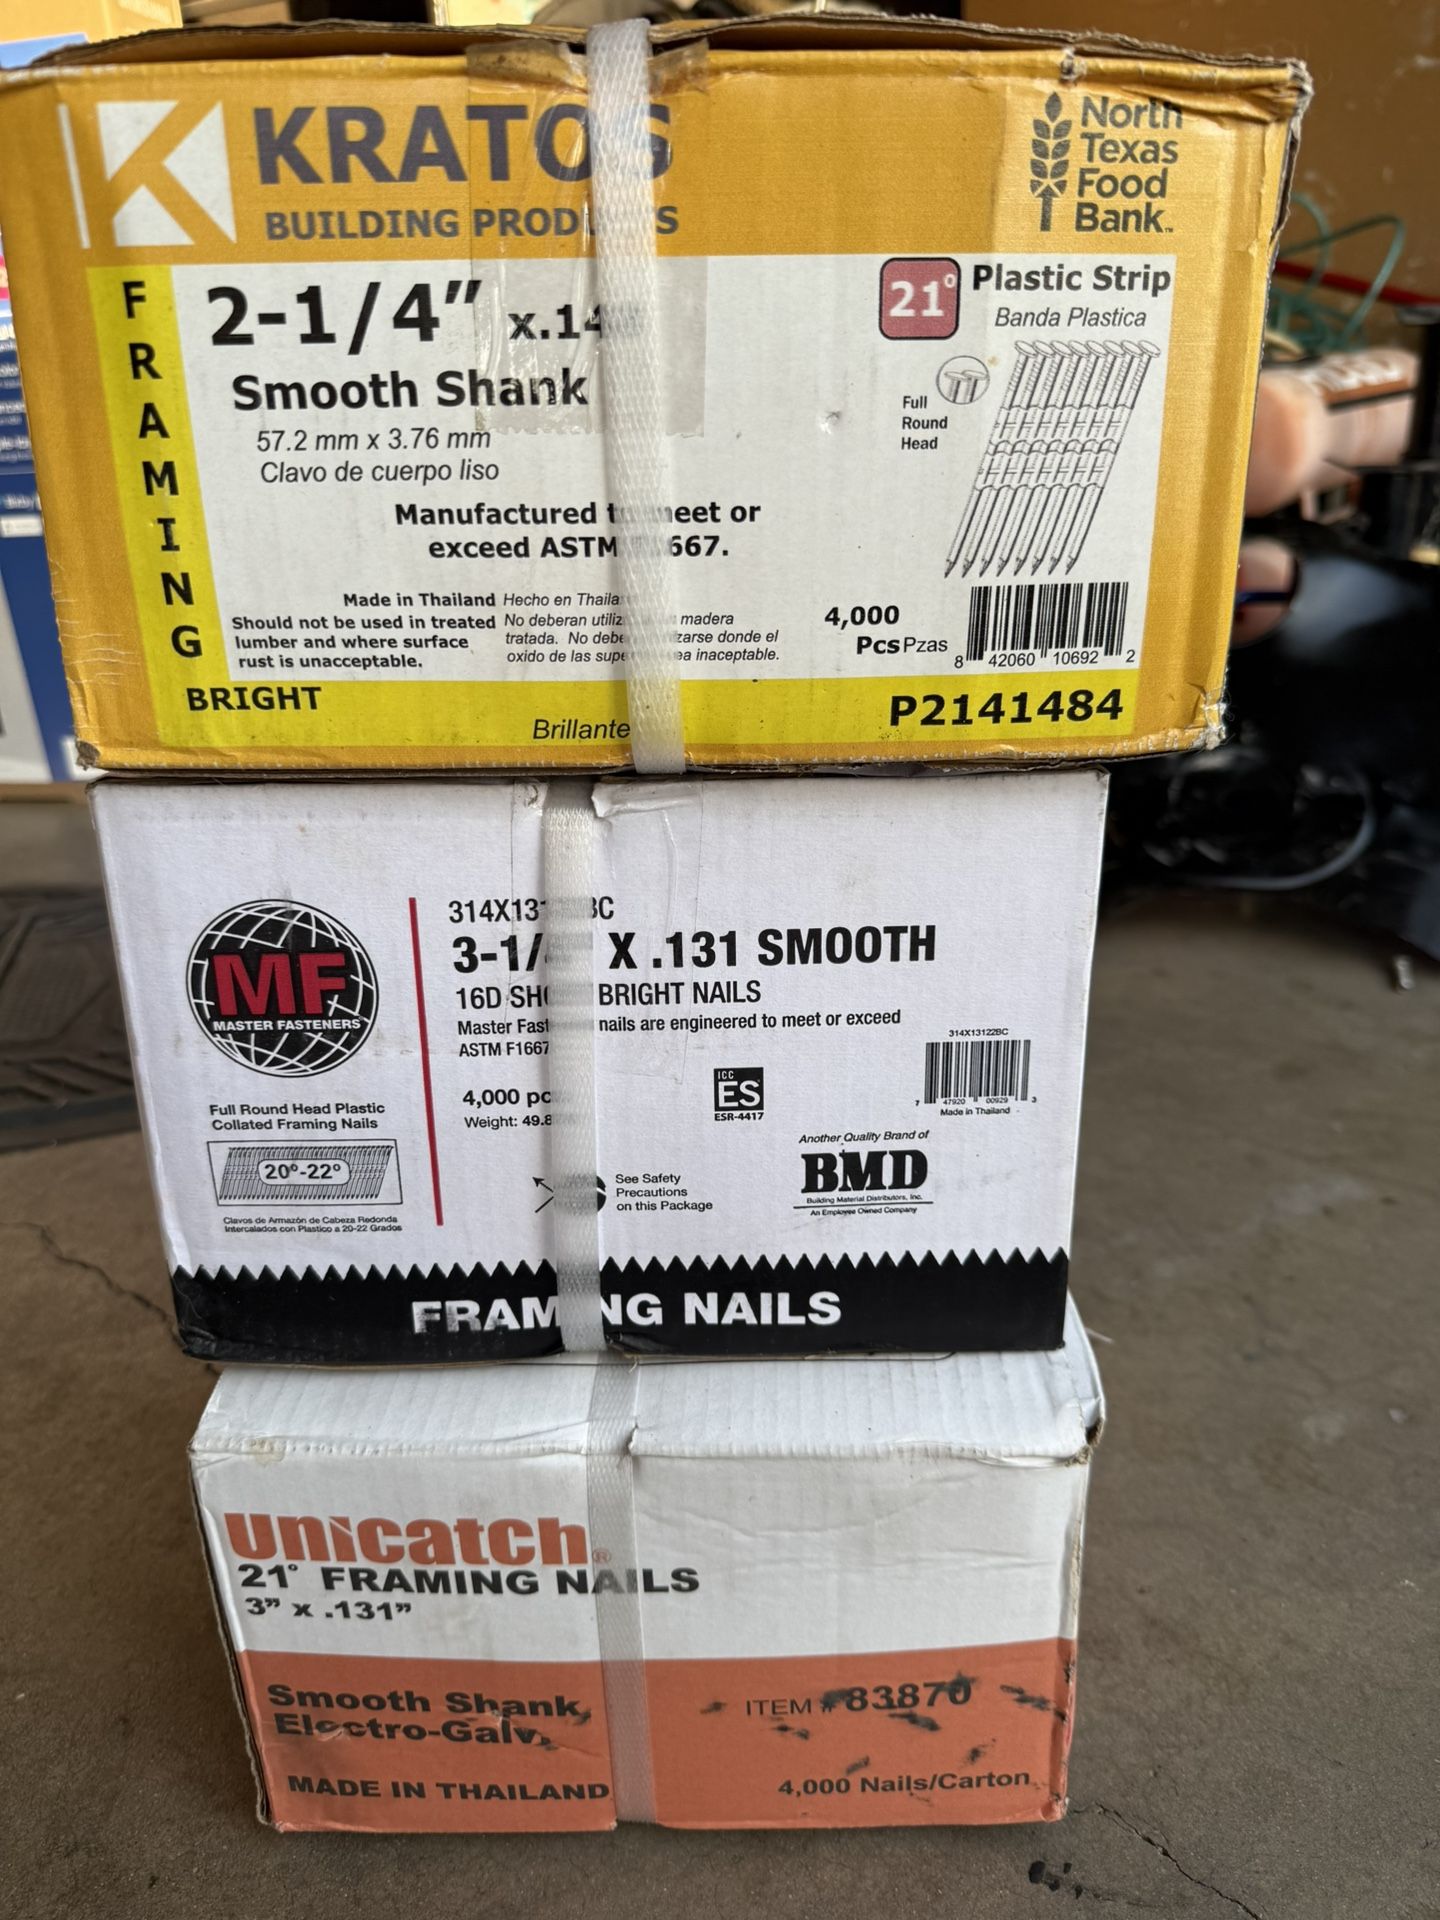 KRATOS
BUILDING PRODUCTS
North
Texas
Food
Bank™
FRAMING
2-1/4" x.14
21° Plastic Strip
Banda Plastica
Smooth Shank
57.2 mm x 3.76 mm
Clavo de cuerpo liso
Full
Round
Head
Manufactured to meet or
exceed ASTM 667.
Made in Thailand Hecho en Thaila
Should not be used in treated
lumber and where surface
rust is unacceptable.
No deberan utiliz madera
tratada. No debe zarse donde el
oxido de las supe ea inaceptable.
4,000
Pcs Pzas
8 42060 10692 2
BRIGHT
Brillante
P2141484
MF
MASTER FASTENERS
Full Round Head Plastic
Collated Framing Nails
20°-22°
Clavos de Armazón de Cabeza Redonda
Intercalados con Plastico a 20-22 Grados
314X131 BC
3-1/ X .131 SMOOTH
16D SHO BRIGHT NAILS
Master Fast nails are engineered to meet or exceed
ASTM F1667
4,000 pc
Weight: 49.8
ICC
ES
ESR-4417
314X13122BC
7 47920 00929 3
Made in Thailand
See Safety
Precautions
on this Package
Another Quality Brand of
BMD
Building Material Distributors, Inc.
An Employee Owned Company
FRAMING NAILS
Unicatch®
21° FRAMING NAILS
3" x .131"
Smooth Shank,
Electro-Galv.
ITEM # 83870
MADE IN THAILAND
4,000 Nails/Carton